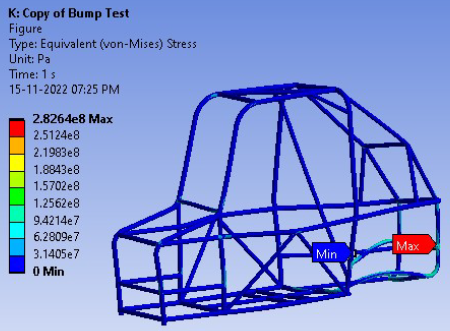 K: Copy of Bump Test
Figure
Type: Equivalent (von-Mises) Stress
Unit: Pa
Time: 1 s
15-11-2022 07:25 PM
2.8264e8 Max
2.5124e8
2.1983e8
1.8843e8
1.5702e8
1.2562e8
9.4214e7
6.2809e7
3.1405e7
0 Min
Min
Max